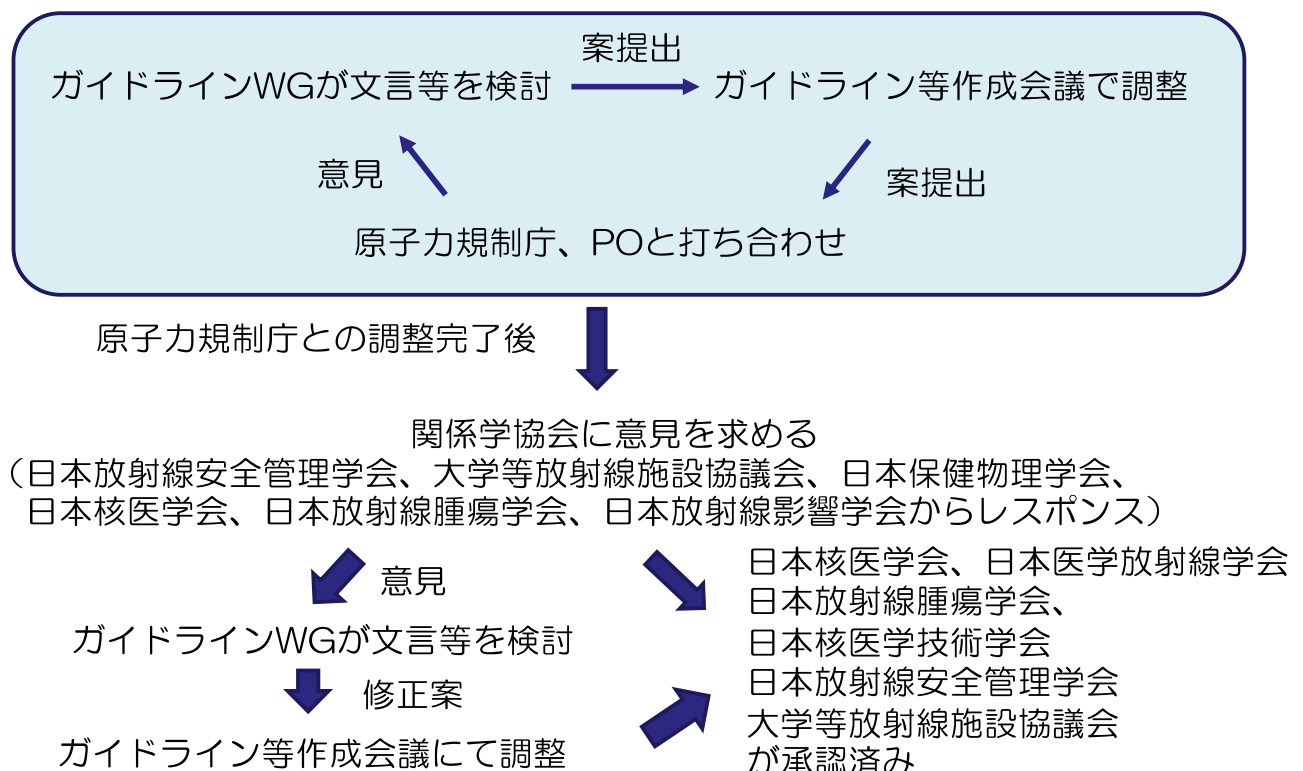 案提出
ガイドラインWGが文言等を検討
ガイドライン等作成会議で調整
意見
案提出
原子力規制庁、POと打ち合わせ
原子力規制庁との調整完了後
関係学協会に意見を求める
（日本放射線安全管理学会、大学等放射線施設協議会、日本保健物理学会、
日本核医学会、日本放射線腫瘍学会、日本放射線影響学会からレスポンス）
意見
ガイドラインWGが文言等を検討
修正案
ガイドライン等作成会議にて調整
日本核医学会、日本医学放射線学会
日本放射線腫瘍学会、
日本核医学技術学会
日本放射線安全管理学会
大学等放射線施設協議会
が承認済み